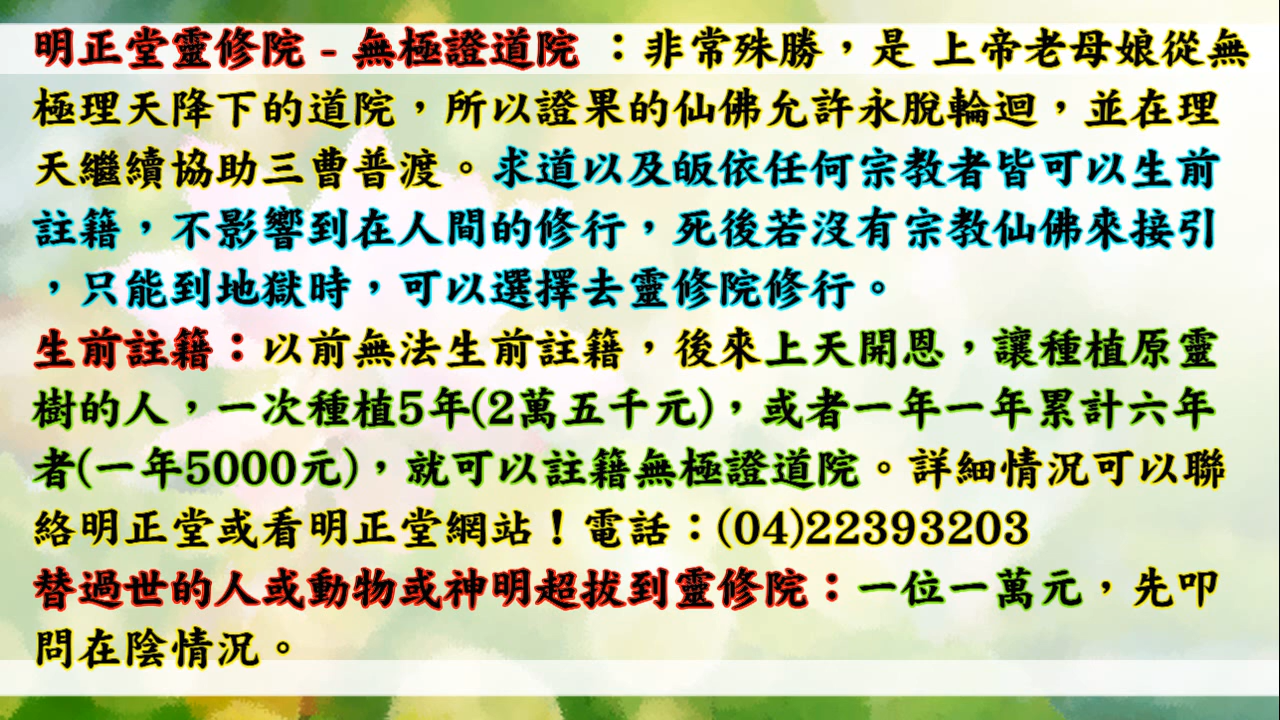 明正堂靈修院 - 無極證道院 ：非常殊勝，是 上帝老母娘從無
極理天降下的道院，所以證果的仙佛允許永脫輪迴，並在理
天繼續協助三曹普渡。求道以及皈依任何宗教者皆可以生前
註籍，不影響到在人間的修行，死後若沒有宗教仙佛來接引
，只能到地獄時，可以選擇去靈修院修行。
生前註籍：以前無法生前註籍，後來上天開恩，讓種植原靈
樹的人，一次種植5年(2萬五千元)，或者一年一年累計六年
者(一年5000元)，就可以註籍無極證道院。詳細情況可以聯
絡明正堂或看明正堂網站！電話：(04)22393203
替過世的人或動物或神明超拔到靈修院：一位一萬元，先叩
問在陰情況。